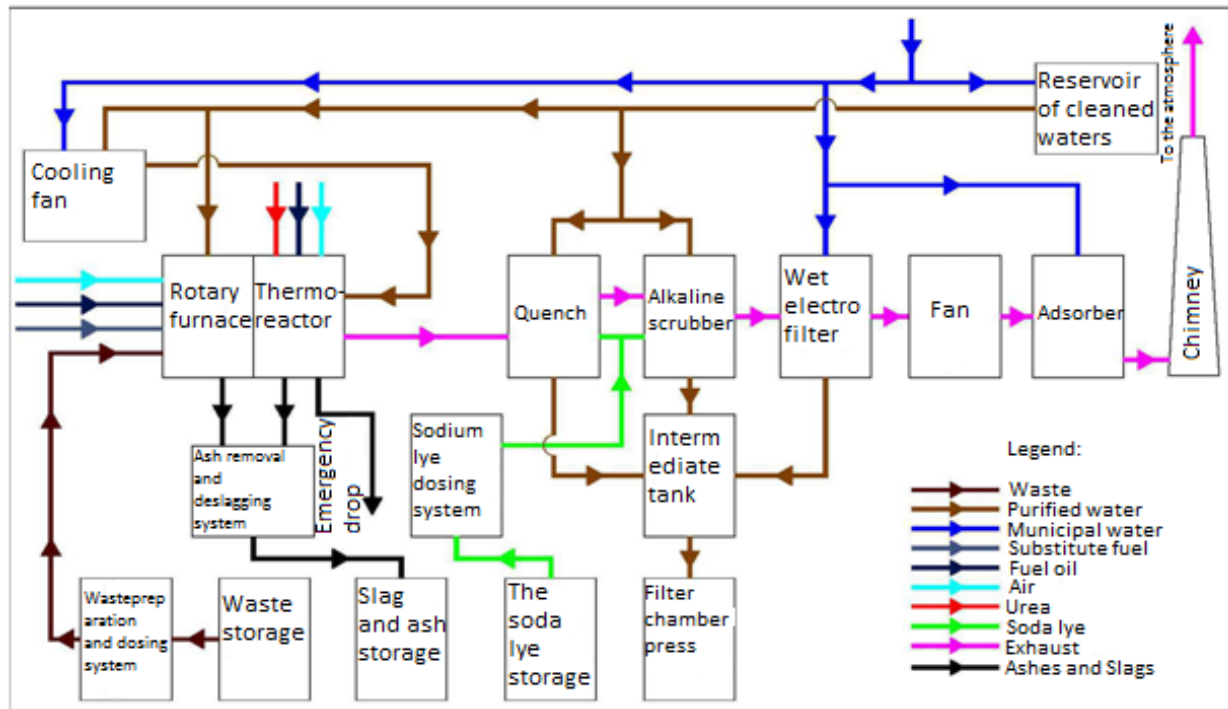 To the atmosphere
Reservoir
of cleaned
waters
Cooling
fan
Rotary
furnace
Thermo-
reactor
Quench
Alkaline
scrubber
Wet
electro
filter
Fan
Adsorber
Chimney
Ash removal
and
deslagging
system
Emergency
drop
Sodium
lye
dosing
system
Interm
ediate
tank
Legend:
Waste
Purified water
Municipal water
Substitute fuel
Fuel oil
Air
Urea
Soda lye
Exhaust
Ashes and Slags
Wasteprep
aration
and dosing
system
Waste
storage
Slag
and ash
storage
The
soda
lye
storage
Filter
chamber
press